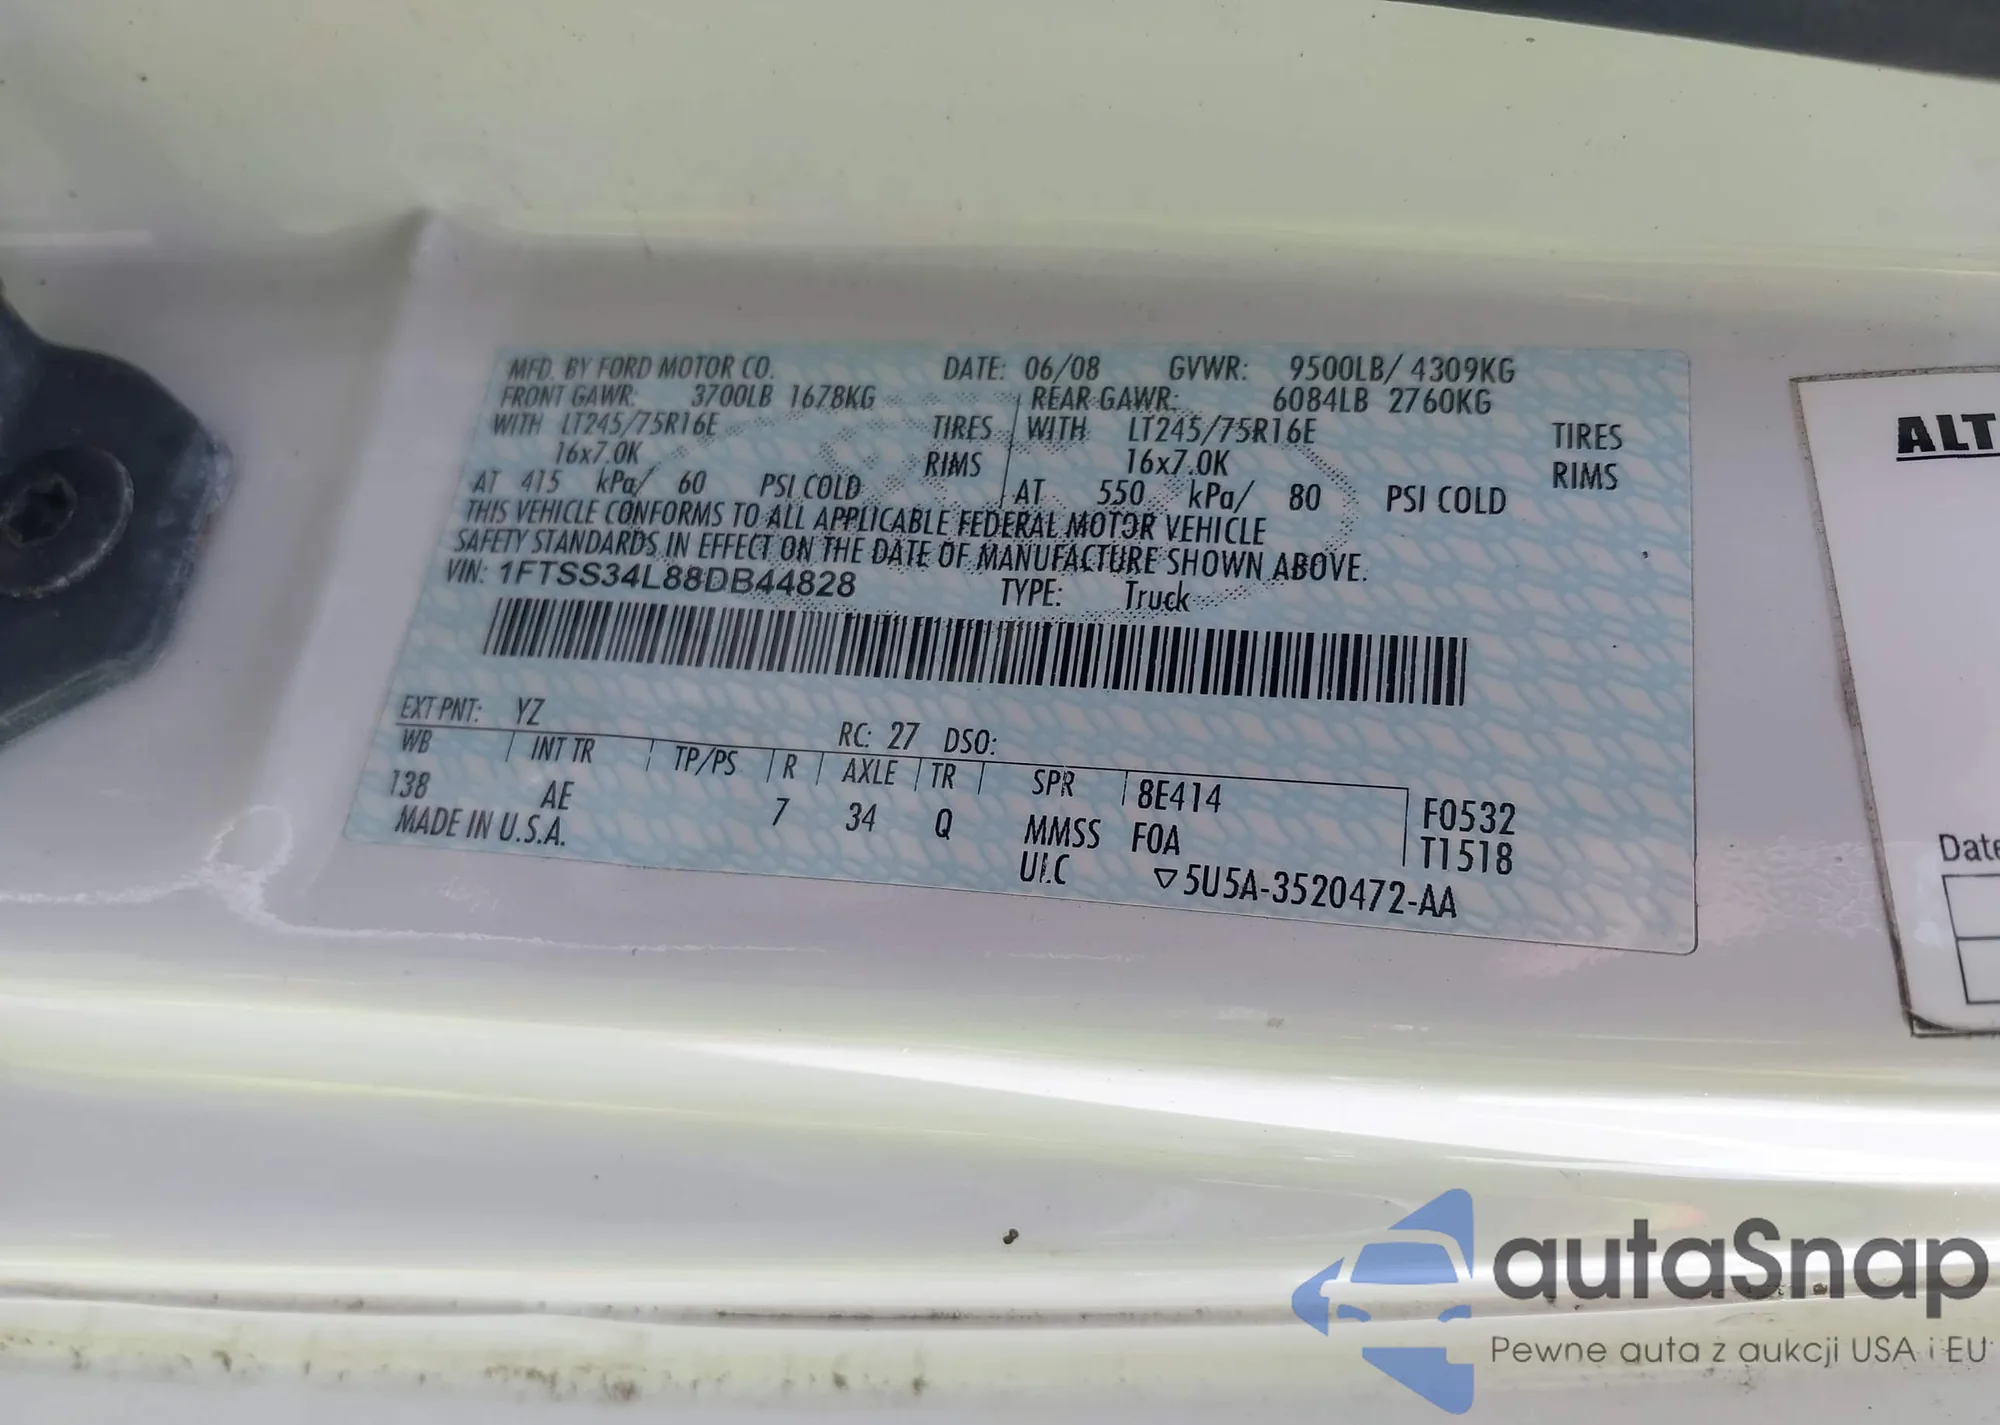 MFD. BY FORD MOTOR CO. DATE: 06/08 GVWR: 9500LB/ 4309KG
FRONT GAWR: 3700LB 1678KG REAR GAWR: 6084LB 2760KG
WITH LT245/75R16E TIRES WITH LT245/75R16E TIRES
16x7.0K RIMS 16x7.0K RIMS
AT 415 kPa/ 60 PSI COLD AT 550 kPa/ 80 PSI COLD
THIS VEHICLE CONFORMS TO ALL APPLICABLE FEDERAL MOTOR VEHICLE
SAFETY STANDARDS IN EFFECT ON THE DATE OF MANUFACTURE SHOWN ABOVE.
VIN: 1FTSS34L88DB44828 TYPE: Truck
EXT PNT: YZ RC: 27 DSO:
WB INT TR TP/PS R AXLE TR SPR 8E414 F0532
138 AE 7 34 Q MMSS FOA T1518
MADE IN U.S.A. ULC ▽5U5A-3520472-AA
ALT
Date
autaSnap
Pewne auta z aukcji USA i EU